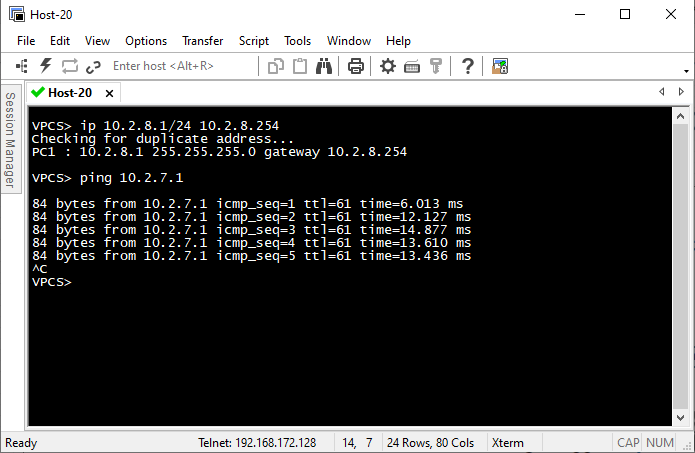 Host-20
File Edit View Options Transfer Script Tools Window Help
Enter host <Alt+R>
Session Manager
Host-20
VPCS> ip 10.2.8.1/24 10.2.8.254
Checking for duplicate address...
PC1 : 10.2.8.1 255.255.255.0 gateway 10.2.8.254
VPCS> ping 10.2.7.1
84 bytes from 10.2.7.1 icmp_seq=1 ttl=61 time=6.013 ms
84 bytes from 10.2.7.1 icmp_seq=2 ttl=61 time=12.127 ms
84 bytes from 10.2.7.1 icmp_seq=3 ttl=61 time=14.877 ms
84 bytes from 10.2.7.1 icmp_seq=4 ttl=61 time=13.610 ms
84 bytes from 10.2.7.1 icmp_seq=5 ttl=61 time=13.436 ms
^C
VPCS>
Ready Telnet: 192.168.172.128 14, 7 24 Rows, 80 Cols Xterm CAP NUM